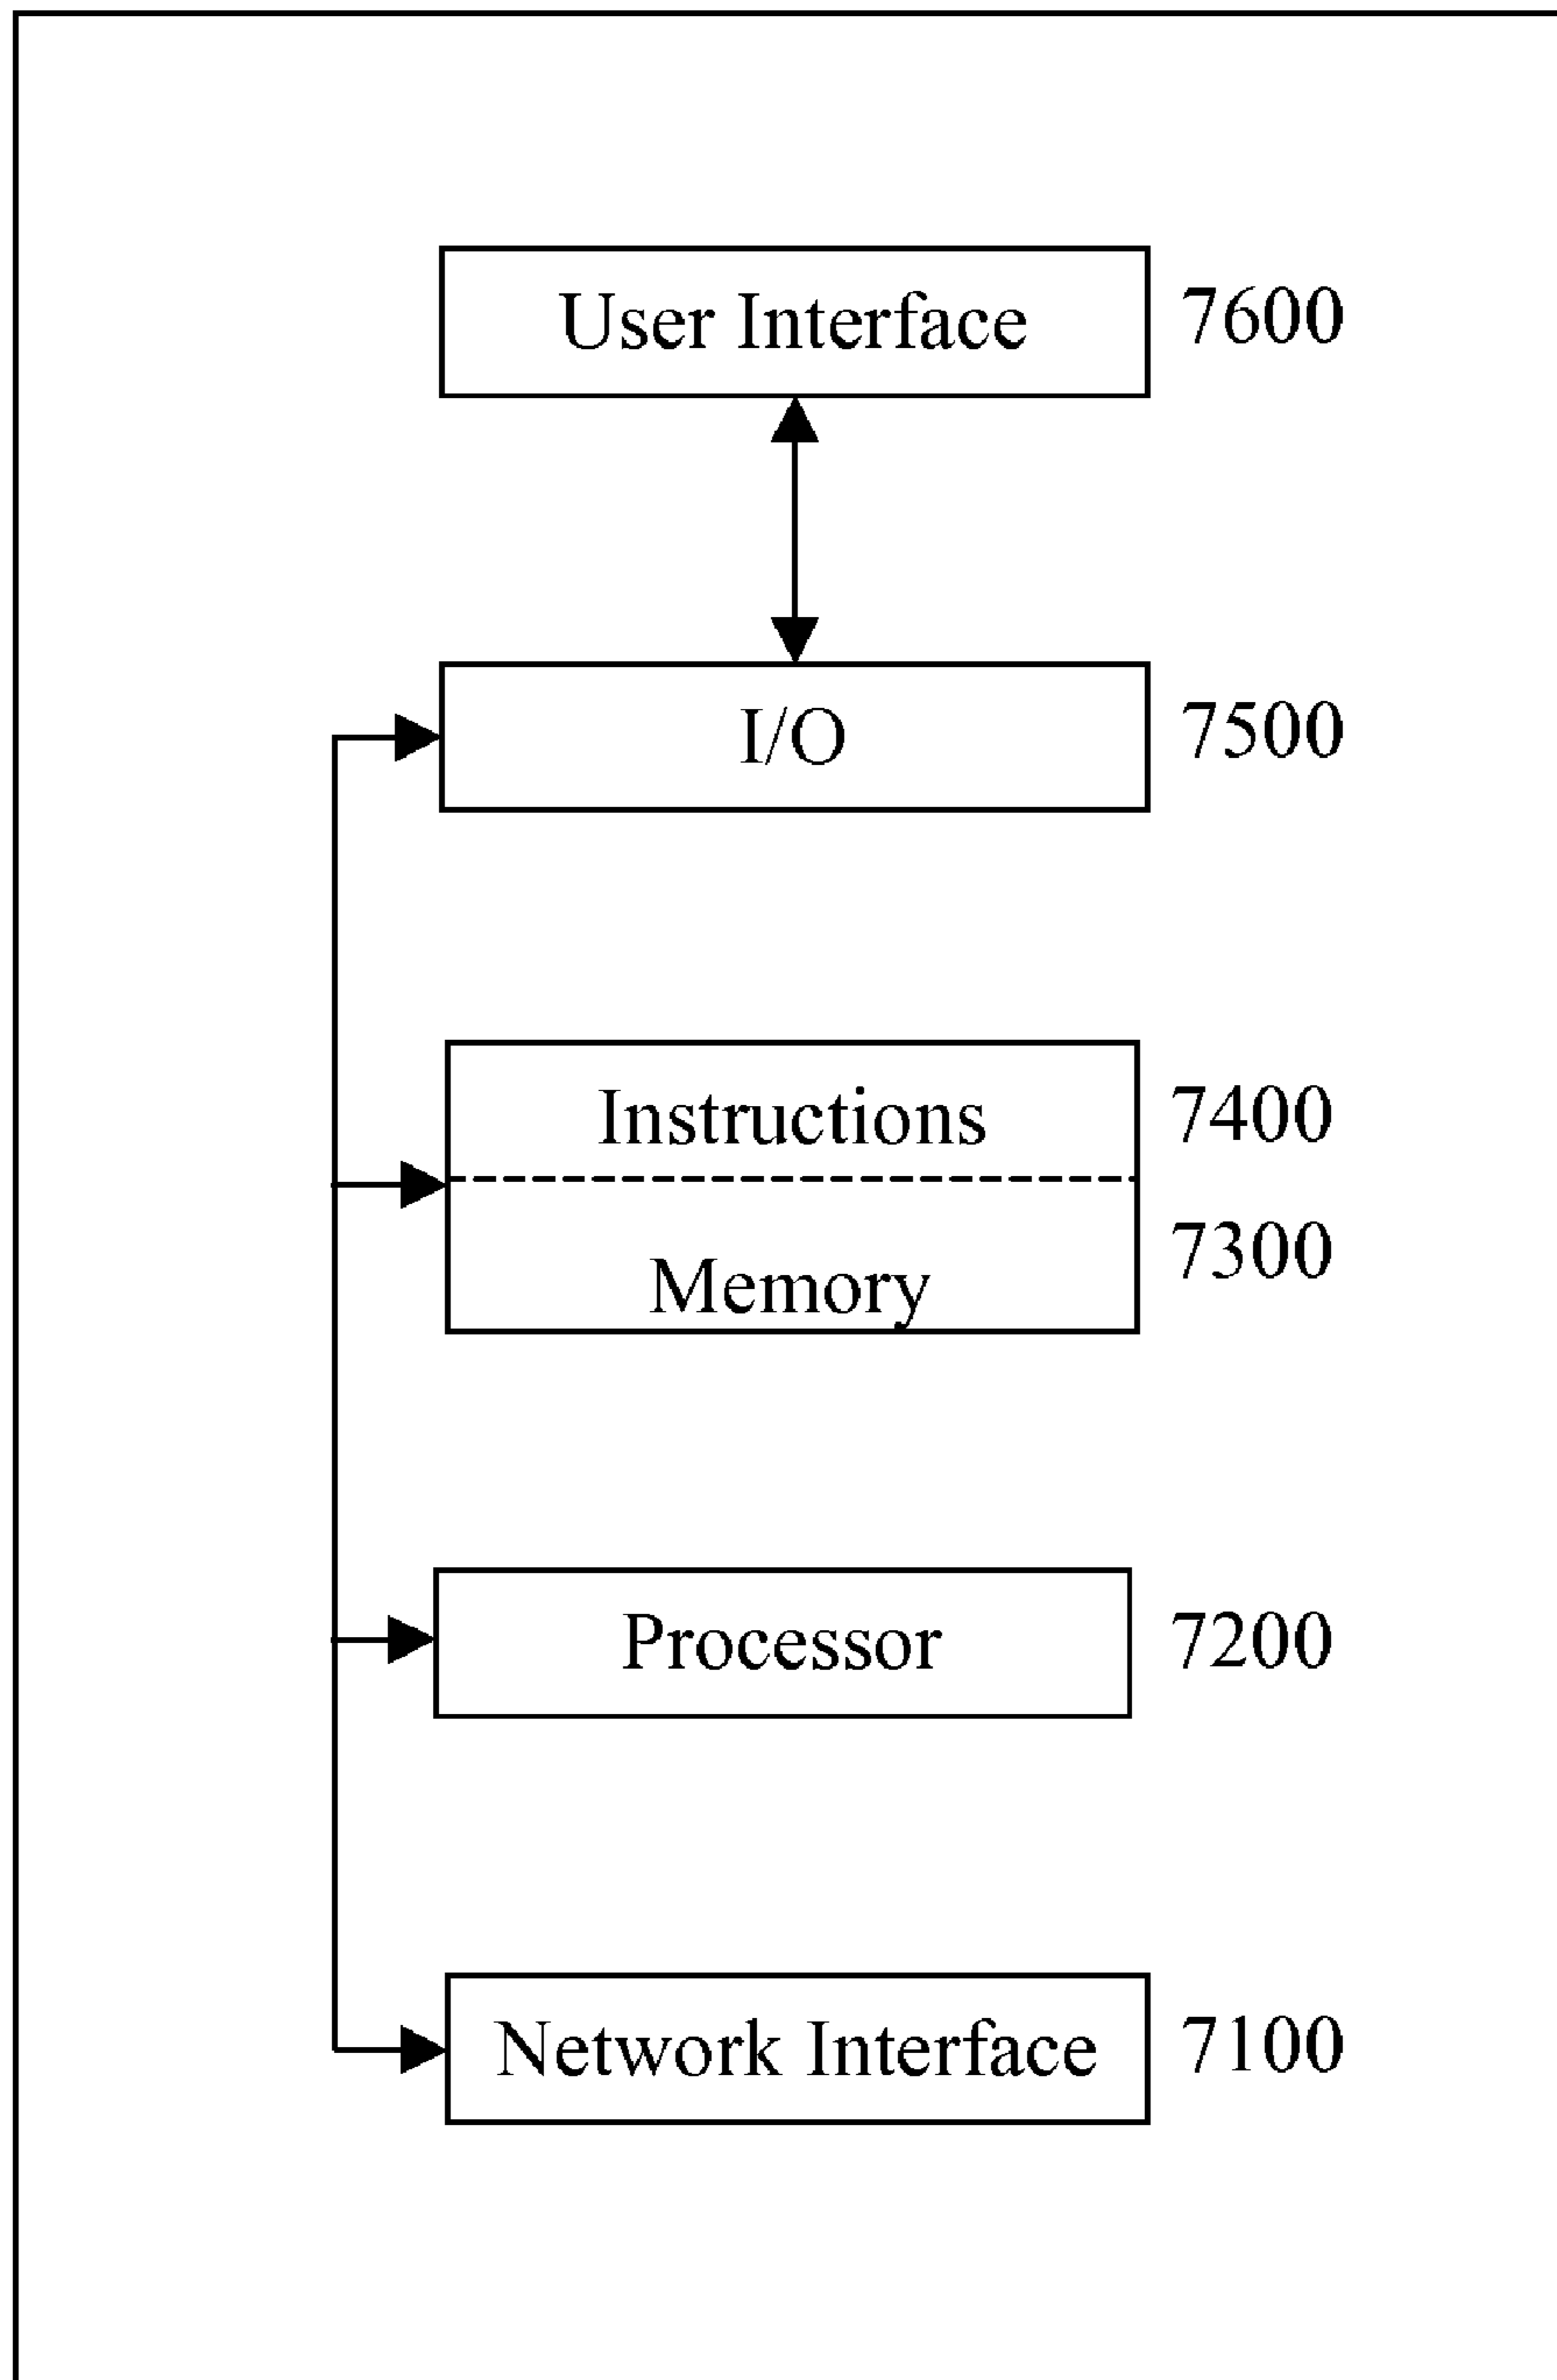 User Interface 7600
I/O 7500
Instructions 7400
Memory 7300
Processor 7200
Network Interface 7100